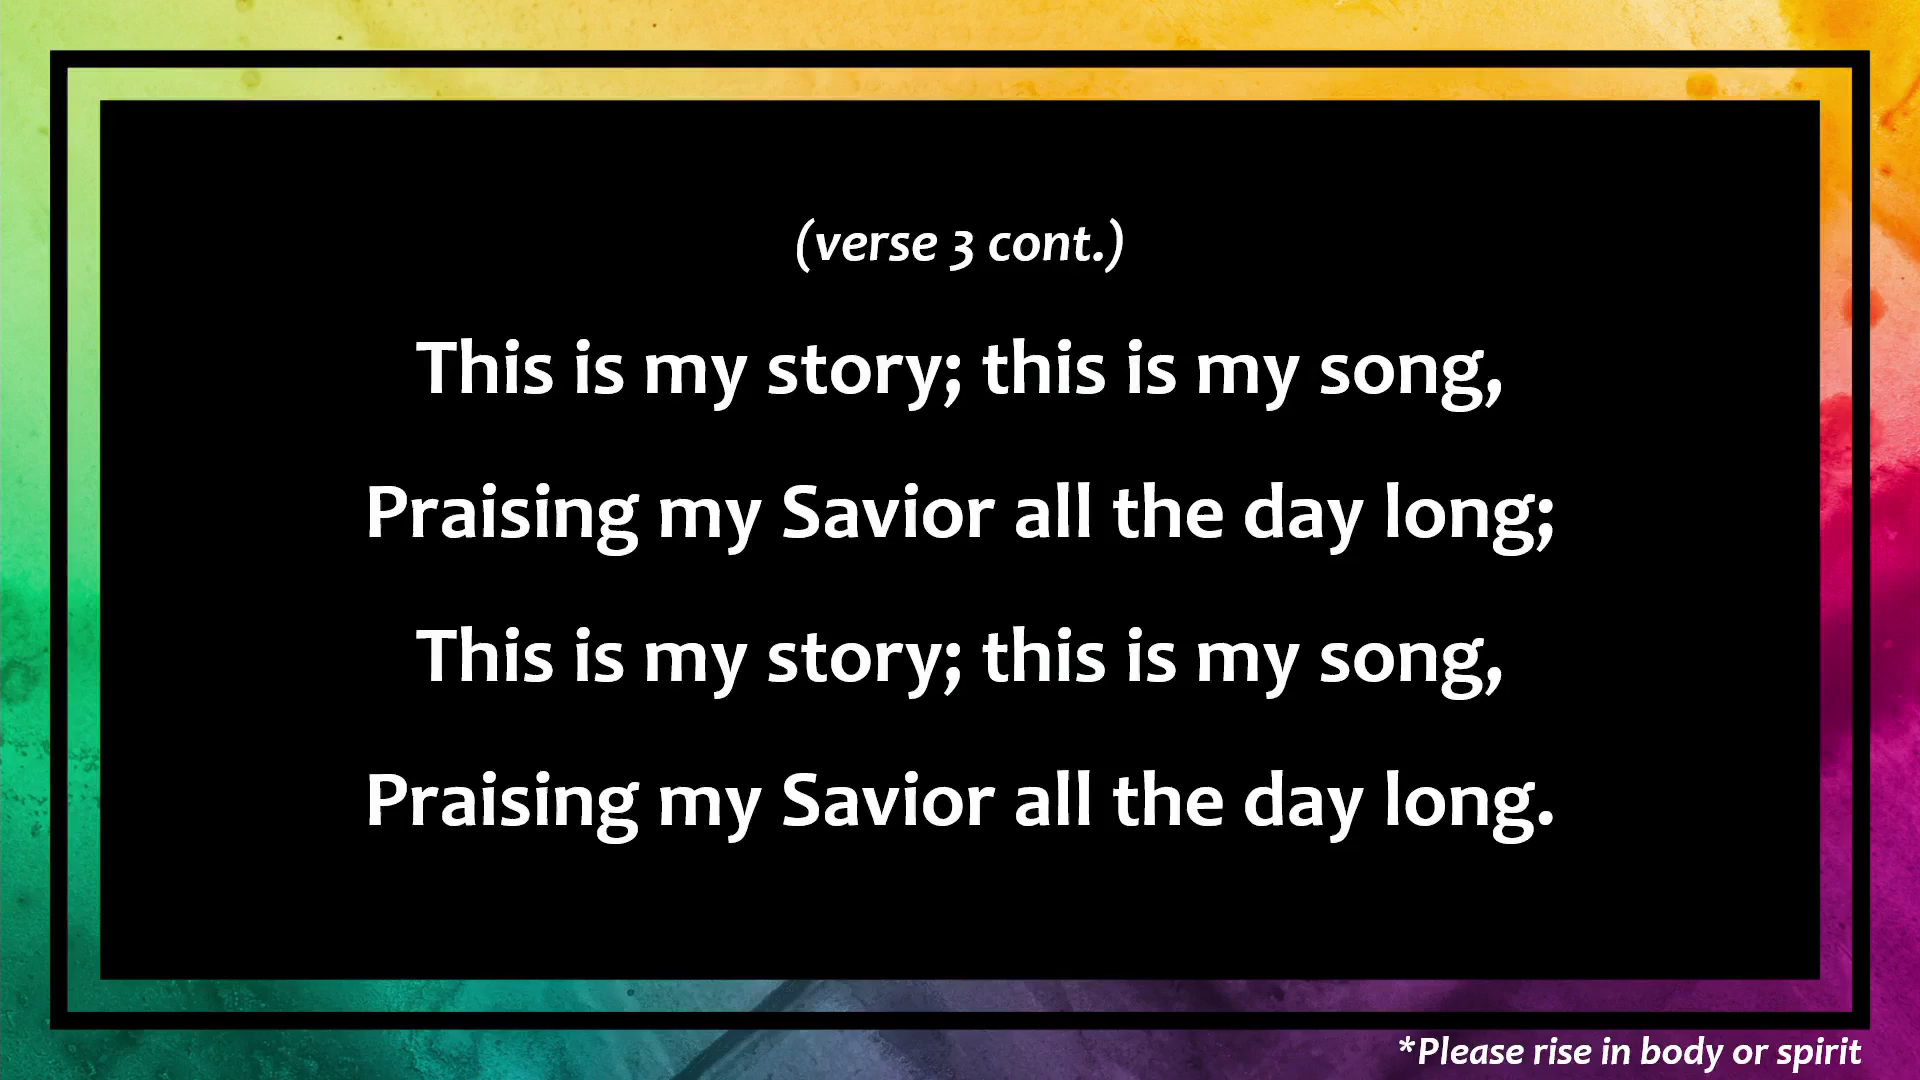 (verse 3 cont.)
This is my story; this is my song,
Praising my Savior all the day long;
This is my story; this is my song,
Praising my Savior all the day long.
*Please rise in body or spirit